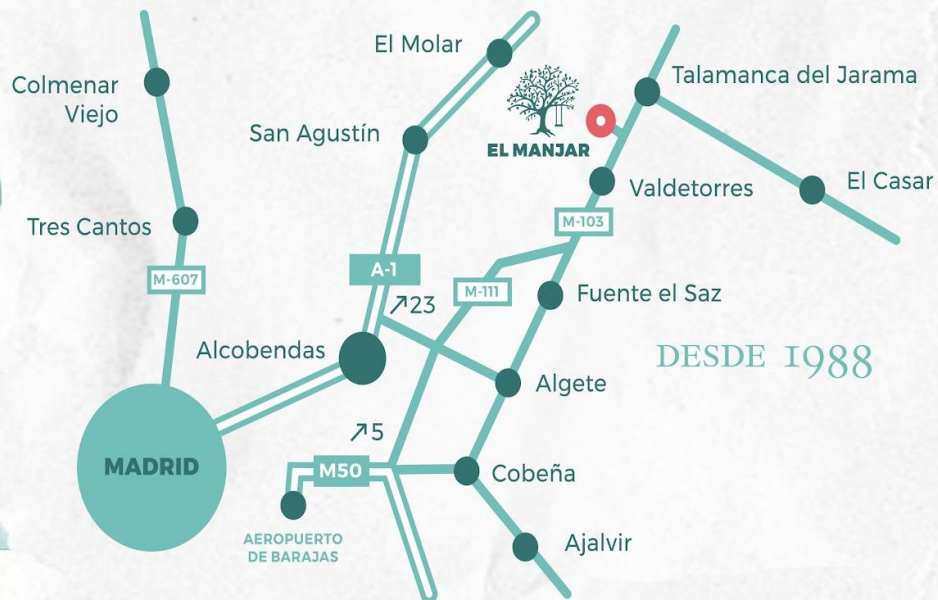 El Molar
Colmenar
Viejo
Talamanca del Jarama
San Agustín
EL MANJAR
Valdetorres
El Casar
Tres Cantos
M-103
M-607
A-1
M-111
↗23
Fuente el Saz
Alcobendas
DESDE 1988
Algete
↗5
MADRID
M50
Cobeña
AEROPUERTO
DE BARAJAS
Ajalvir